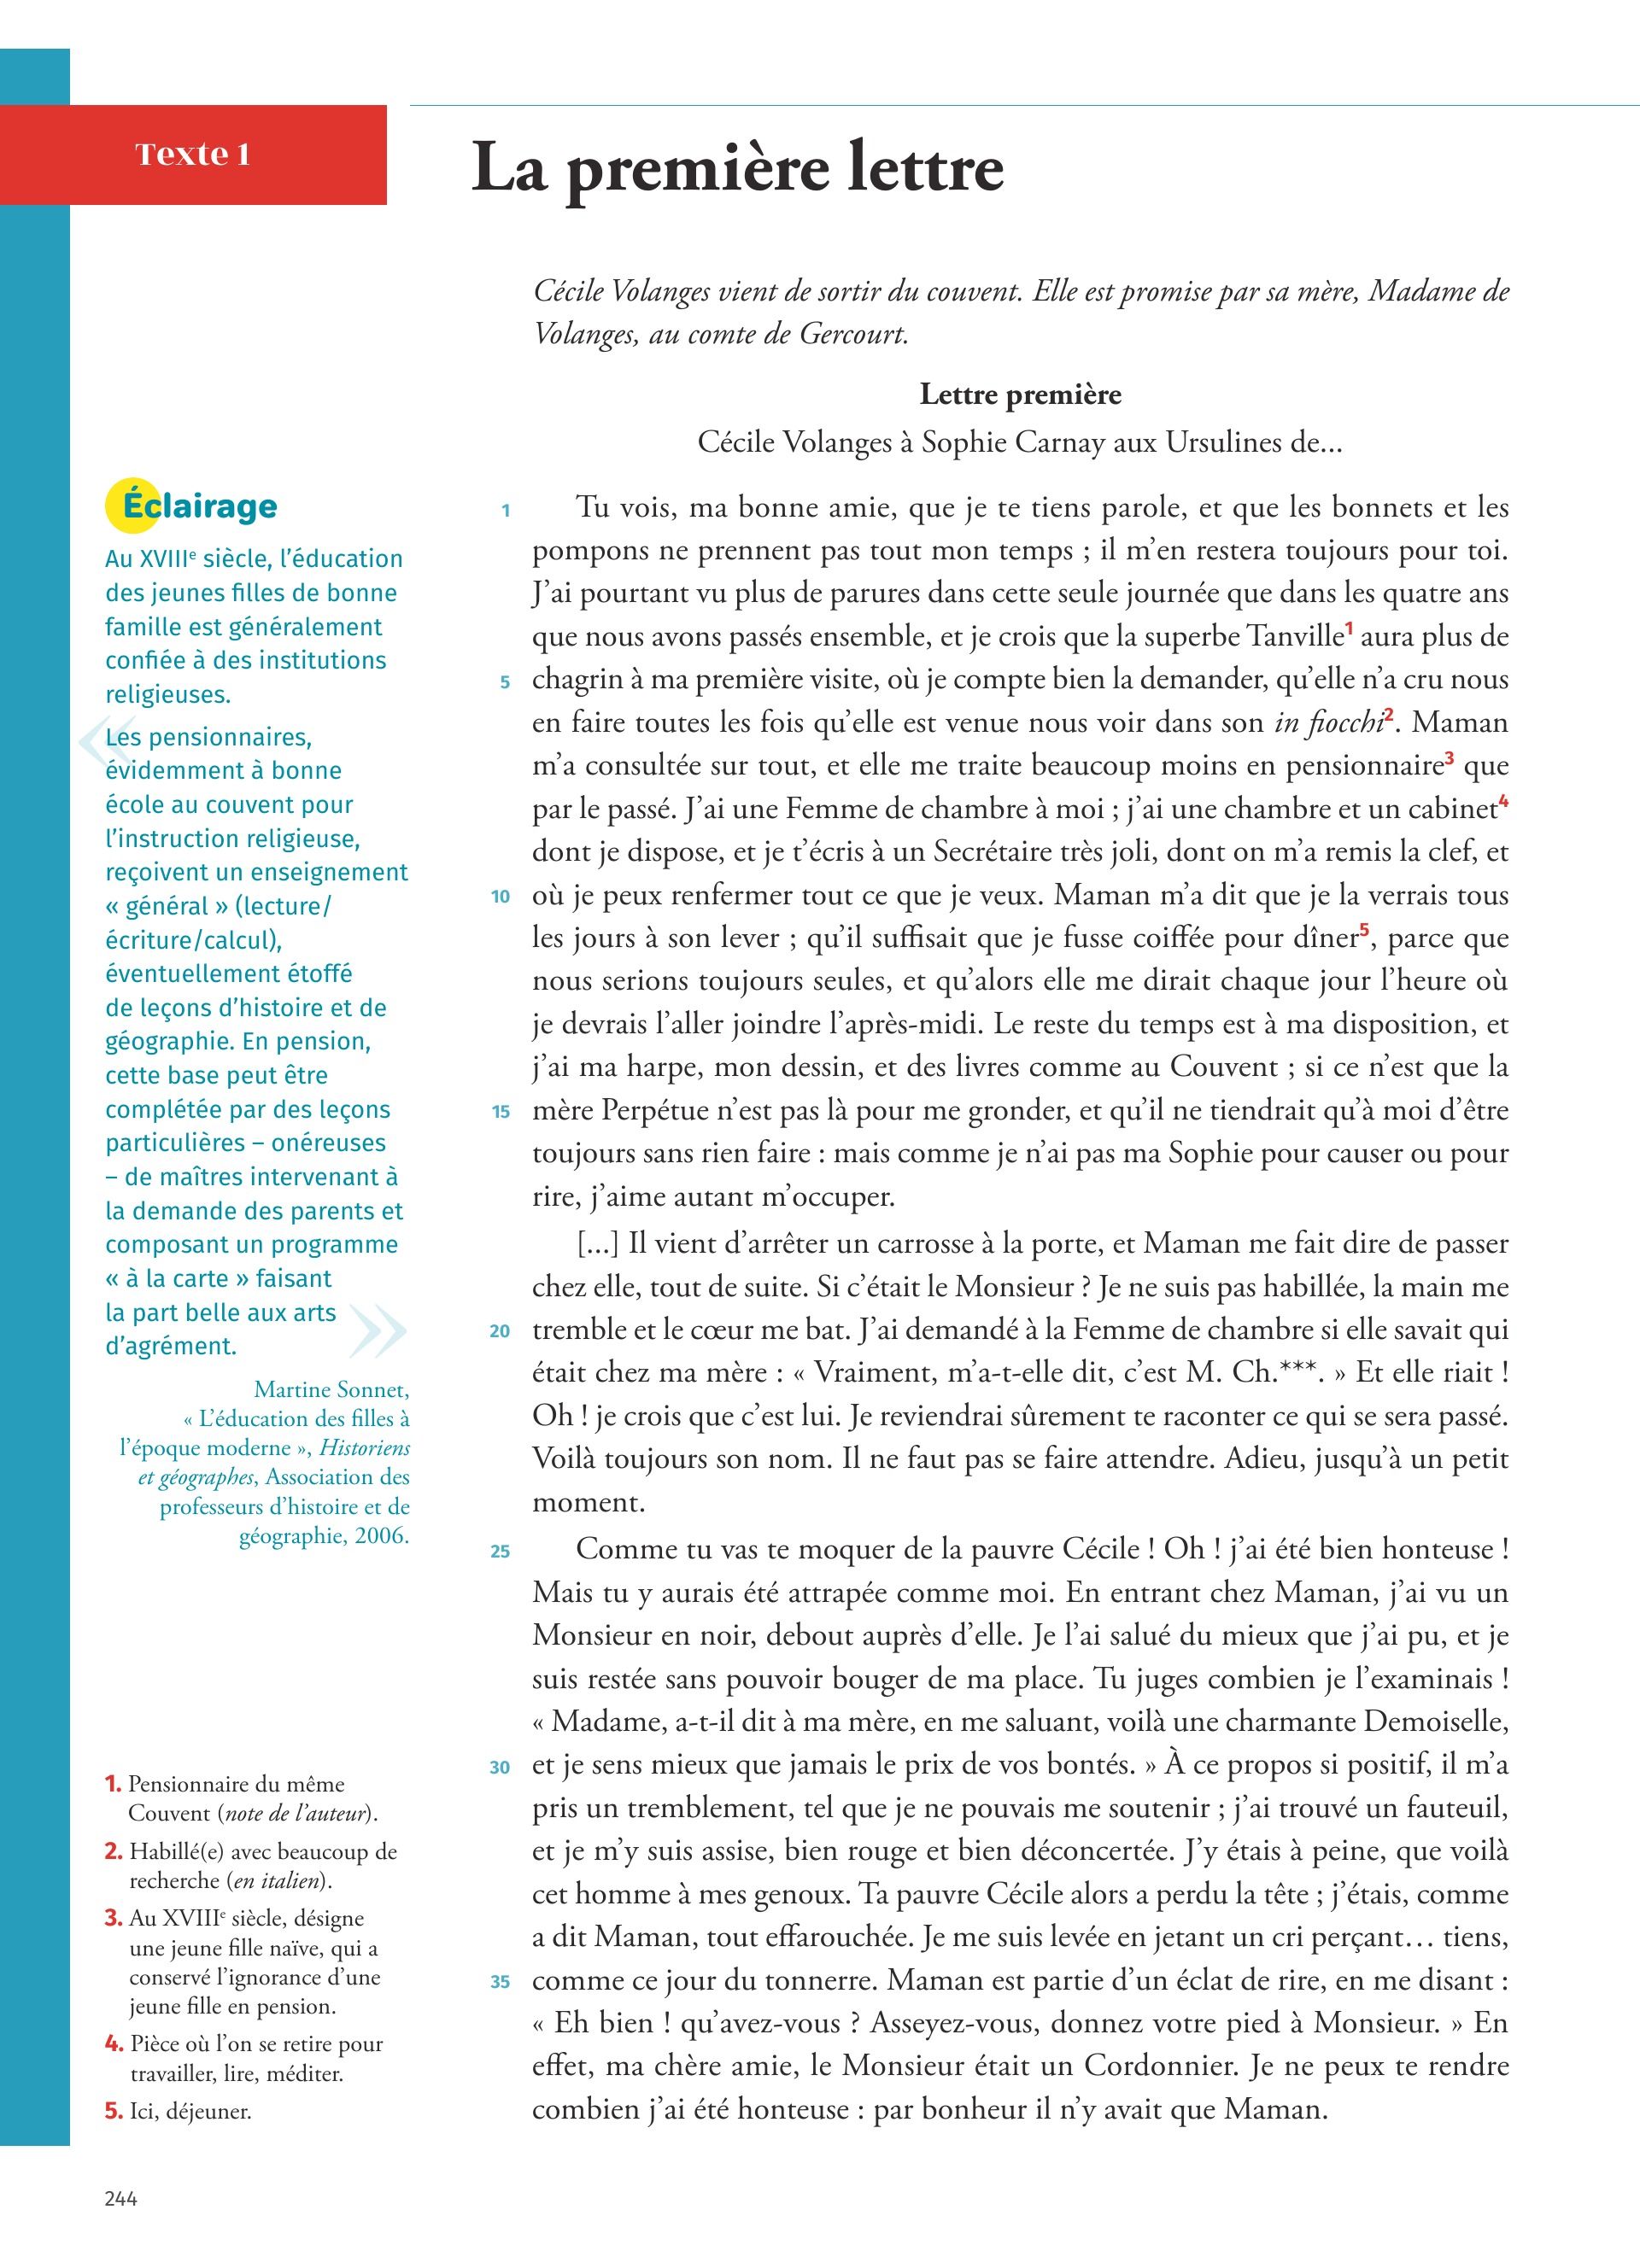 Texte 1
La première lettre
Cécile Volanges vient de sortir du couvent. Elle est promise par sa mère, Madame de
Volanges, au comte de Gercourt.
Lettre première
Cécile Volanges à Sophie Carnay aux Ursulines de...
1 Tu vois, ma bonne amie, que je te tiens parole, et que les bonnets et les
pompons ne prennent pas tout mon temps ; il m’en restera toujours pour toi.
J’ai pourtant vu plus de parures dans cette seule journée que dans les quatre ans
que nous avons passés ensemble, et je crois que la superbe Tanville1 aura plus de
5 chagrin à ma première visite, où je compte bien la demander, qu’elle n’a cru nous
en faire toutes les fois qu’elle est venue nous voir dans son in fiocchi2. Maman
m’a consultée sur tout, et elle me traite beaucoup moins en pensionnaire3 que
par le passé. J’ai une Femme de chambre à moi ; j’ai une chambre et un cabinet4
dont je dispose, et je t’écris à un Secrétaire très joli, dont on m’a remis la clef, et
10 où je peux renfermer tout ce que je veux. Maman m’a dit que je la verrais tous
les jours à son lever ; qu’il suffisait que je fusse coiffée pour dîner5, parce que
nous serions toujours seules, et qu’alors elle me dirait chaque jour l’heure où
je devrais l’aller joindre l’après-midi. Le reste du temps est à ma disposition, et
j’ai ma harpe, mon dessin, et des livres comme au Couvent ; si ce n’est que la
15 mère Perpétue n’est pas là pour me gronder, et qu’il ne tiendrait qu’à moi d’être
toujours sans rien faire : mais comme je n’ai pas ma Sophie pour causer ou pour
rire, j’aime autant m’occuper.
[...] Il vient d’arrêter un carrosse à la porte, et Maman me fait dire de passer
chez elle, tout de suite. Si c’était le Monsieur ? Je ne suis pas habillée, la main me
20 tremble et le cœur me bat. J’ai demandé à la Femme de chambre si elle savait qui
était chez ma mère : « Vraiment, m’a-t-elle dit, c’est M. Ch.***. » Et elle riait !
Oh ! je crois que c’est lui. Je reviendrai sûrement te raconter ce qui se sera passé.
Voilà toujours son nom. Il ne faut pas se faire attendre. Adieu, jusqu’à un petit
moment.
25 Comme tu vas te moquer de la pauvre Cécile ! Oh ! j’ai été bien honteuse !
Mais tu y aurais été attrapée comme moi. En entrant chez Maman, j’ai vu un
Monsieur en noir, debout auprès d’elle. Je l’ai salué du mieux que j’ai pu, et je
suis restée sans pouvoir bouger de ma place. Tu juges combien je l’examinais !
« Madame, a-t-il dit à ma mère, en me saluant, voilà une charmante Demoiselle,
30 et je sens mieux que jamais le prix de vos bontés. » À ce propos si positif, il m’a
pris un tremblement, tel que je ne pouvais me soutenir ; j’ai trouvé un fauteuil,
et je m’y suis assise, bien rouge et bien déconcertée. J’y étais à peine, que voilà
cet homme à mes genoux. Ta pauvre Cécile alors a perdu la tête ; j’étais, comme
a dit Maman, tout effarouchée. Je me suis levée en jetant un cri perçant… tiens,
35 comme ce jour du tonnerre. Maman est partie d’un éclat de rire, en me disant :
« Eh bien ! qu’avez-vous ? Asseyez-vous, donnez votre pied à Monsieur. » En
effet, ma chère amie, le Monsieur était un Cordonnier. Je ne peux te rendre
combien j’ai été honteuse : par bonheur il n’y avait que Maman.
Éclairage
Au XVIIIe siècle, l’éducation
des jeunes filles de bonne
famille est généralement
confiée à des institutions
religieuses.
« Les pensionnaires,
évidemment à bonne
école au couvent pour
l’instruction religieuse,
reçoivent un enseignement
« général » (lecture/
écriture/calcul),
éventuellement étoffé
de leçons d’histoire et de
géographie. En pension,
cette base peut être
complétée par des leçons
particulières – onéreuses
– de maîtres intervenant à
la demande des parents et
composant un programme
« à la carte » faisant
la part belle aux arts
d’agrément. »
Martine Sonnet,
« L’éducation des filles à
l’époque moderne », Historiens
et géographes, Association des
professeurs d’histoire et de
géographie, 2006.
1. Pensionnaire du même
Couvent (note de l’auteur).
2. Habillé(e) avec beaucoup de
recherche (en italien).
3. Au XVIIIe siècle, désigne
une jeune fille naïve, qui a
conservé l’ignorance d’une
jeune fille en pension.
4. Pièce où l’on se retire pour
travailler, lire, méditer.
5. Ici, déjeuner.
244